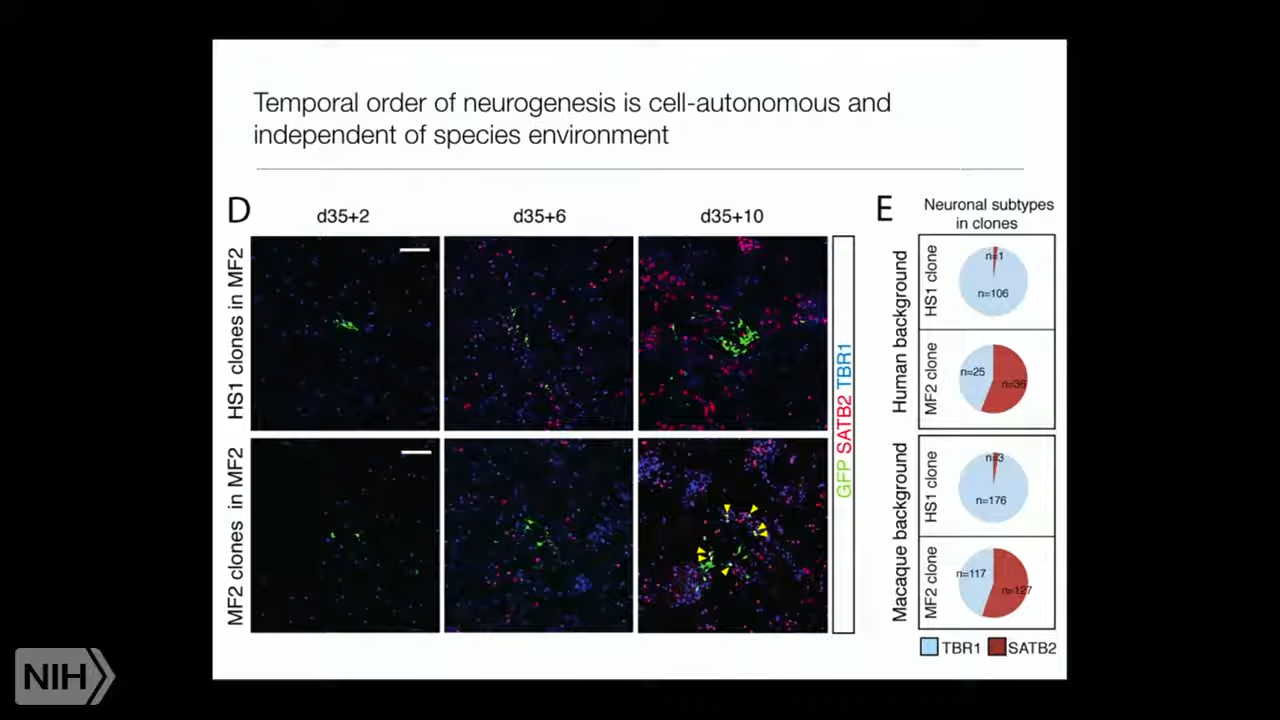 Temporal order of neurogenesis is cell-autonomous and
independent of species environment
D
d35+2
d35+6
d35+10
HS1 clones in MF2
MF2 clones in MF2
GFP SATB2 TBR1
E
Neuronal subtypes
in clones
Human background
HS1 clone
n=1
n=106
MF2 clone
n=25
n=36
Macaque background
HS1 clone
n=3
n=176
MF2 clone
n=117
n=127
TBR1 SATB2
NIH